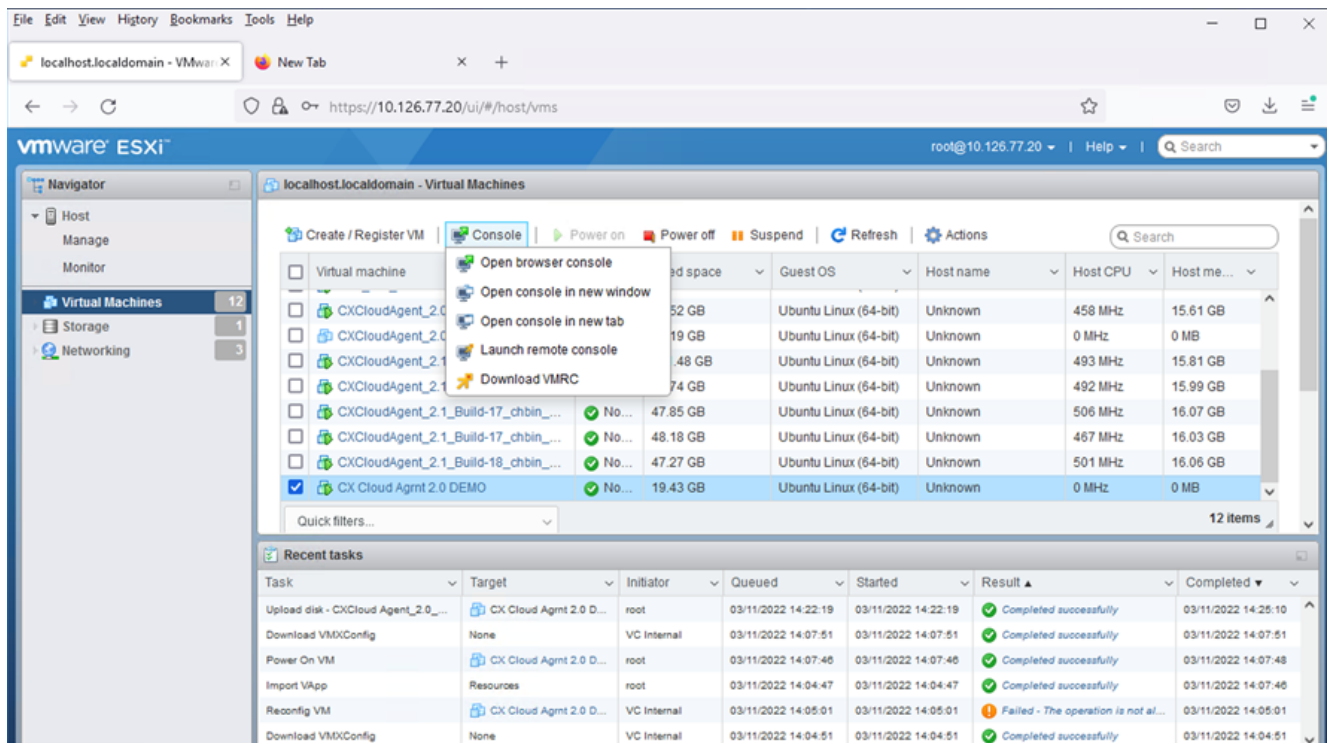 File Edit View History Bookmarks Tools Help
localhost.localdomain - VMwar
New Tab
https://10.126.77.20/ui/#/host/vms
vmware ESXi™
root@10.126.77.20 | Help | Search
Navigator
Host
Manage
Monitor
Virtual Machines 12
Storage 1
Networking 3
localhost.localdomain - Virtual Machines
Create / Register VM | Console | Power on Power off Suspend | Refresh | Actions Search
Open browser console
Open console in new window
Open console in new tab
Launch remote console
Download VMRC
Virtual machine ed space Guest OS Host name Host CPU Host me...
CXCloudAgent_2.0 52 GB Ubuntu Linux (64-bit) Unknown 458 MHz 15.61 GB
CXCloudAgent_2.0 19 GB Ubuntu Linux (64-bit) Unknown 0 MHz 0 MB
CXCloudAgent_2.1 .48 GB Ubuntu Linux (64-bit) Unknown 493 MHz 15.81 GB
CXCloudAgent_2.1 74 GB Ubuntu Linux (64-bit) Unknown 492 MHz 15.99 GB
CXCloudAgent_2.1_Build-17_chbin_... No... 47.85 GB Ubuntu Linux (64-bit) Unknown 506 MHz 16.07 GB
CXCloudAgent_2.1_Build-17_chbin_... No... 48.18 GB Ubuntu Linux (64-bit) Unknown 467 MHz 16.03 GB
CXCloudAgent_2.1_Build-18_chbin_... No... 47.27 GB Ubuntu Linux (64-bit) Unknown 501 MHz 16.06 GB
CX Cloud Agrnt 2.0 DEMO No... 19.43 GB Ubuntu Linux (64-bit) Unknown 0 MHz 0 MB
Quick filters... 12 items
Recent tasks
Task Target Initiator Queued Started Result Completed
Upload disk - CXCloud Agent_2.0_... CX Cloud Agrnt 2.0 D... root 03/11/2022 14:22:19 03/11/2022 14:22:19 Completed successfully 03/11/2022 14:25:10
Download VMXConfig None VC Internal 03/11/2022 14:07:51 03/11/2022 14:07:51 Completed successfully 03/11/2022 14:07:51
Power On VM CX Cloud Agrnt 2.0 D... root 03/11/2022 14:07:46 03/11/2022 14:07:46 Completed successfully 03/11/2022 14:07:48
Import VApp Resources root 03/11/2022 14:04:47 03/11/2022 14:04:47 Completed successfully 03/11/2022 14:07:46
Reconfig VM CX Cloud Agrnt 2.0 D... VC Internal 03/11/2022 14:05:01 03/11/2022 14:05:01 Failed - The operation is not al... 03/11/2022 14:05:01
Download VMXConfig None VC Internal 03/11/2022 14:04:51 03/11/2022 14:04:51 Completed successfully 03/11/2022 14:04:51